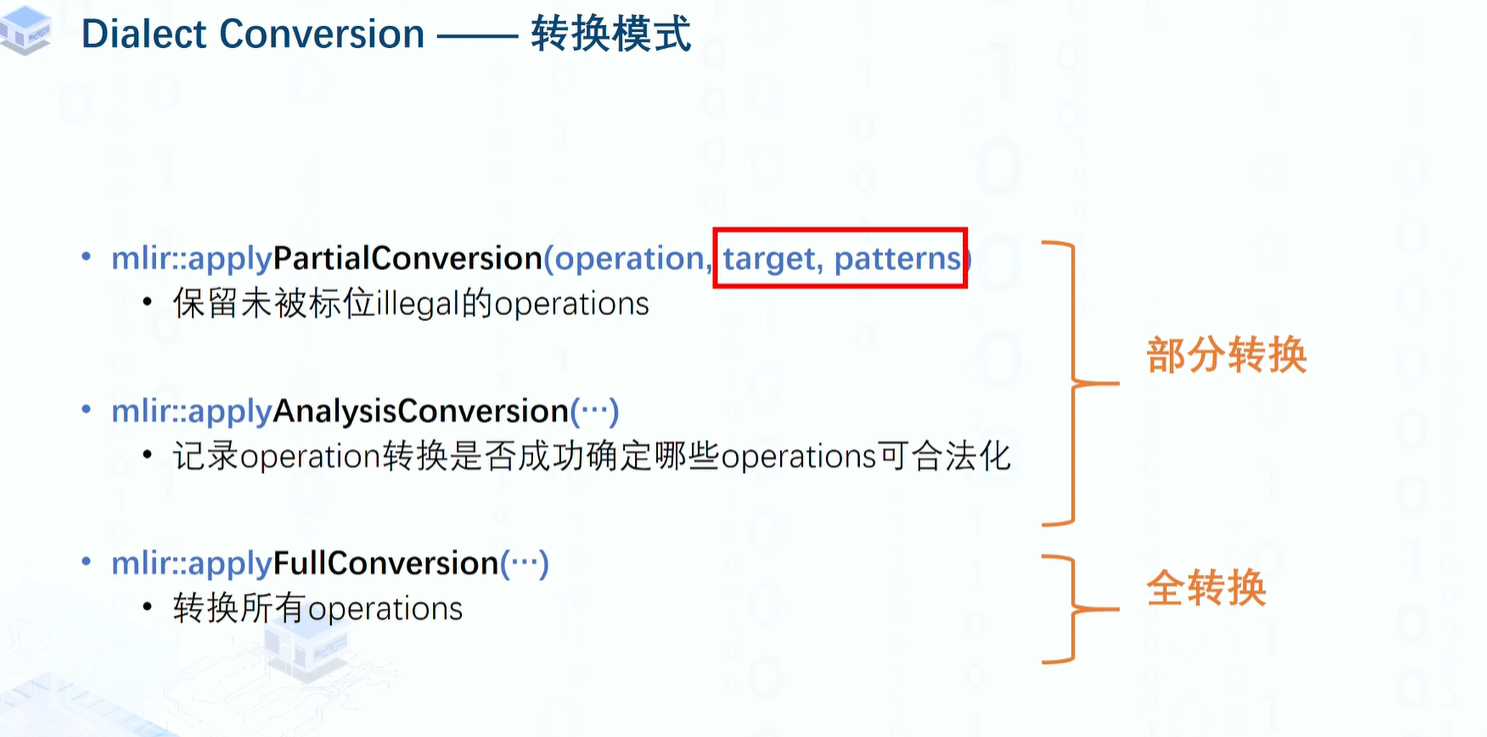 Dialect Conversion —— 转换模式
• mlir::applyPartialConversion(operation, target, patterns)
• 保留未被标位illegal的operations
• mlir::applyAnalysisConversion(···)
• 记录operation转换是否成功确定哪些operations可合法化
部分转换
• mlir::applyFullConversion(···)
• 转换所有operations
全转换